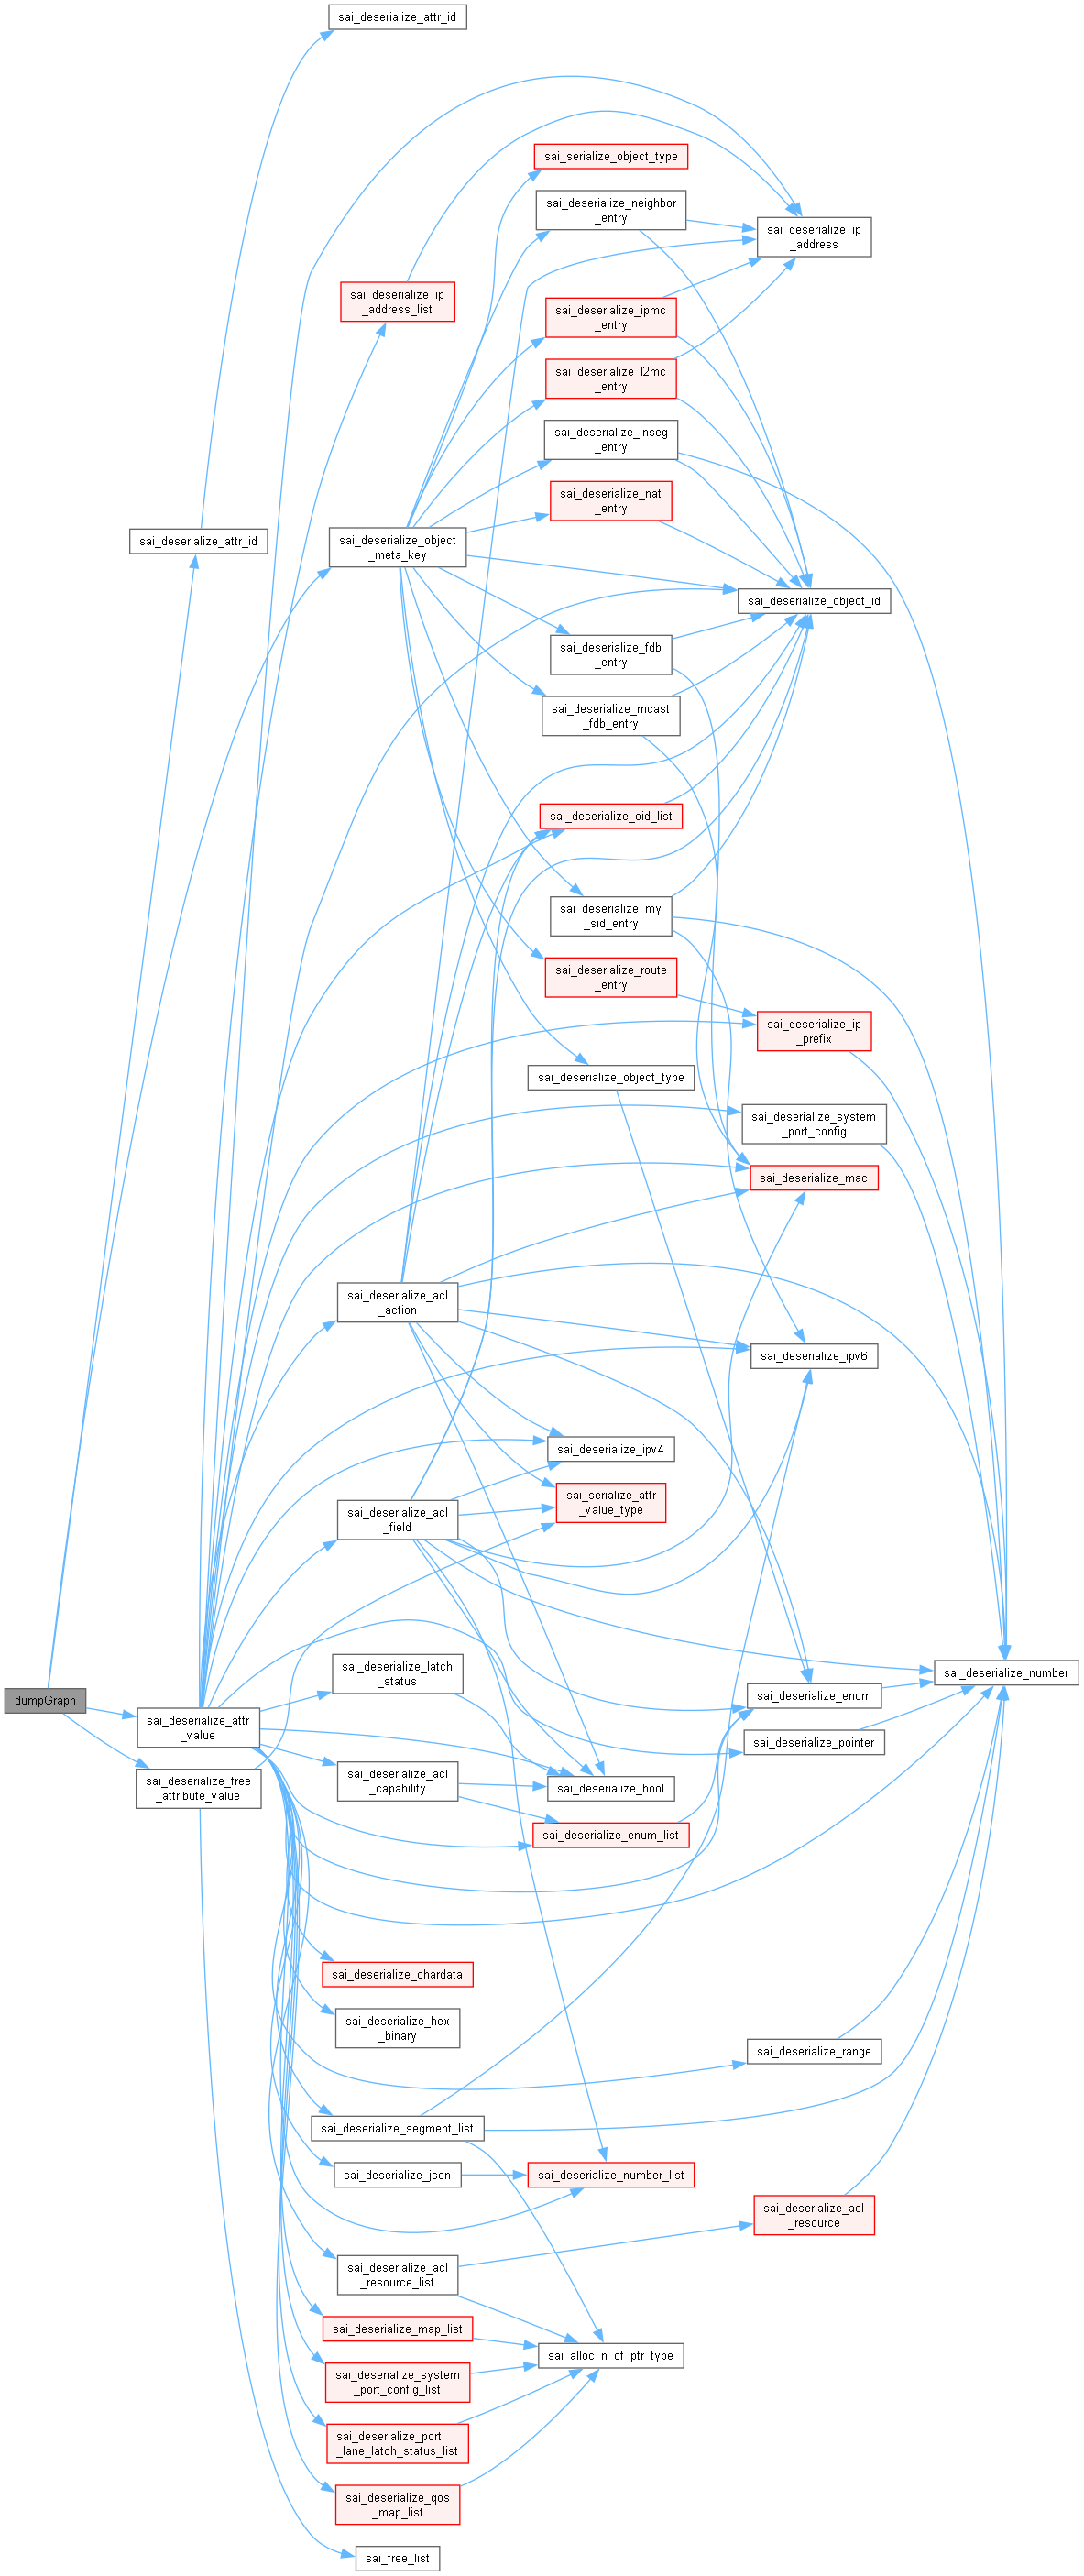 sai_deserialize_attr_id
sai_serialize_object_type
sai_deserialize_neighbor
_entry
sai_deserialize_ip
_address
sai_deserialize_ip
_address_list
sai_deserialize_ipmc
_entry
sai_deserialize_l2mc
_entry
sai_deserialize_inseg
_entry
sai_deserialize_nat
_entry
sai_deserialize_attr_id
sai_deserialize_object
_meta_key
sai_deserialize_object_id
sai_deserialize_fdb
_entry
sai_deserialize_mcast
_fdb_entry
sai_deserialize_oid_list
sai_deserialize_my
_sid_entry
sai_deserialize_route
_entry
sai_deserialize_ip
_prefix
sai_deserialize_object_type
sai_deserialize_system
_port_config
sai_deserialize_mac
sai_deserialize_acl
_action
sai_deserialize_ipv6
sai_deserialize_ipv4
sai_serialize_attr
_value_type
sai_deserialize_acl
_field
sai_deserialize_latch
_status
sai_deserialize_number
sai_deserialize_enum
dumpGraph
sai_deserialize_attr
_value
sai_deserialize_pointer
sai_deserialize_free
_attribute_value
sai_deserialize_acl
_capability
sai_deserialize_bool
sai_deserialize_enum_list
sai_deserialize_chardata
sai_deserialize_hex
_binary
sai_deserialize_range
sai_deserialize_segment_list
sai_deserialize_json
sai_deserialize_number_list
sai_deserialize_acl
_resource
sai_deserialize_acl
_resource_list
sai_deserialize_map_list
sai_alloc_n_of_ptr_type
sai_deserialize_system
_port_config_list
sai_deserialize_port
_lane_latch_status_list
sai_deserialize_qos
_map_list
sai_free_list